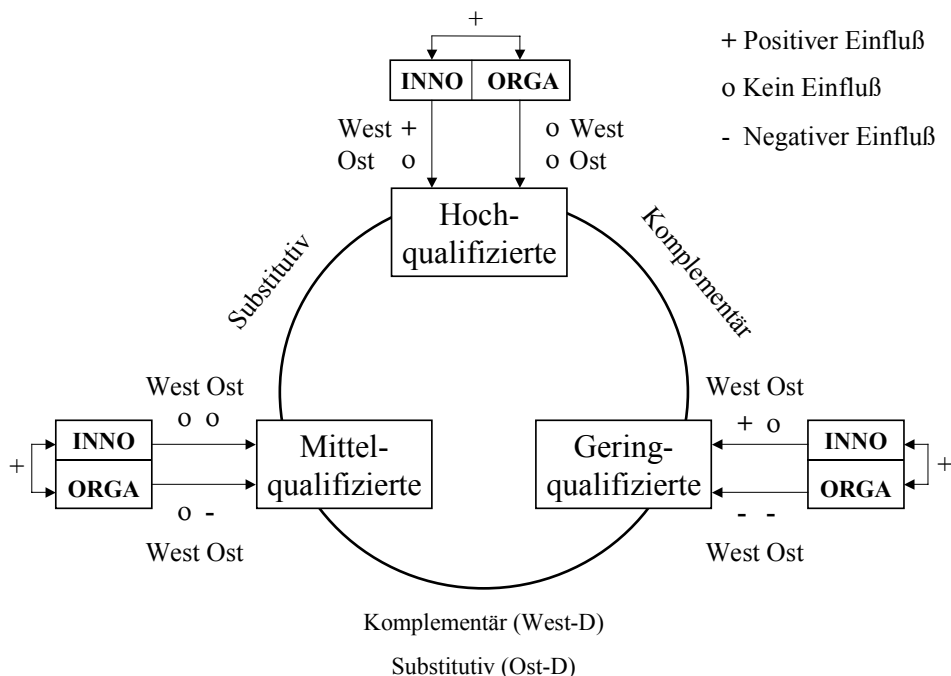 +
INNO ORGA
+ Positiver Einfluß
o Kein Einfluß
- Negativer Einfluß
West + o West
Ost o o Ost
Hoch-
qualifizierte
Substitutiv
Komplementär
West Ost
o o
INNO
ORGA
+
o -
West Ost
Mittel-
qualifizierte
West Ost
+ o
Gering-
qualifizierte
INNO
ORGA
+
- -
West Ost
Komplementär (West-D)
Substitutiv (Ost-D)